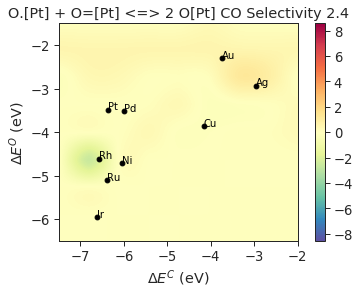 O.[Pt] + O=[Pt] <=> 2 O[Pt] CO Selectivity 2.4
ΔE^O (eV)
−2
−3
−4
−5
−6
Au
Ag
Pt
Pd
Cu
Rh
Ni
Ru
Ir
−7
−6
−5
−4
−3
−2
ΔE^C (eV)
8
6
4
2
0
−2
−4
−6
−8